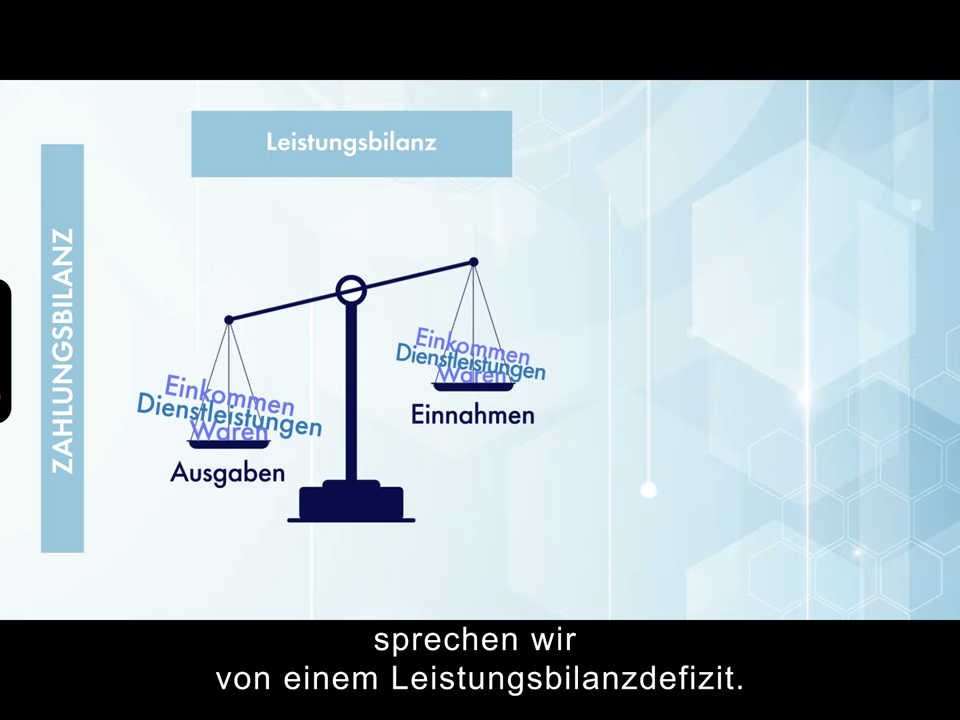 Leistungsbilanz
ZAHLUNGSBILANZ
Einkommen
Dienstleistungen
Waren
Ausgaben
Einkommen
Dienstleistungen
Waren
Einnahmen
sprechen wir
von einem Leistungsbilanzdefizit.